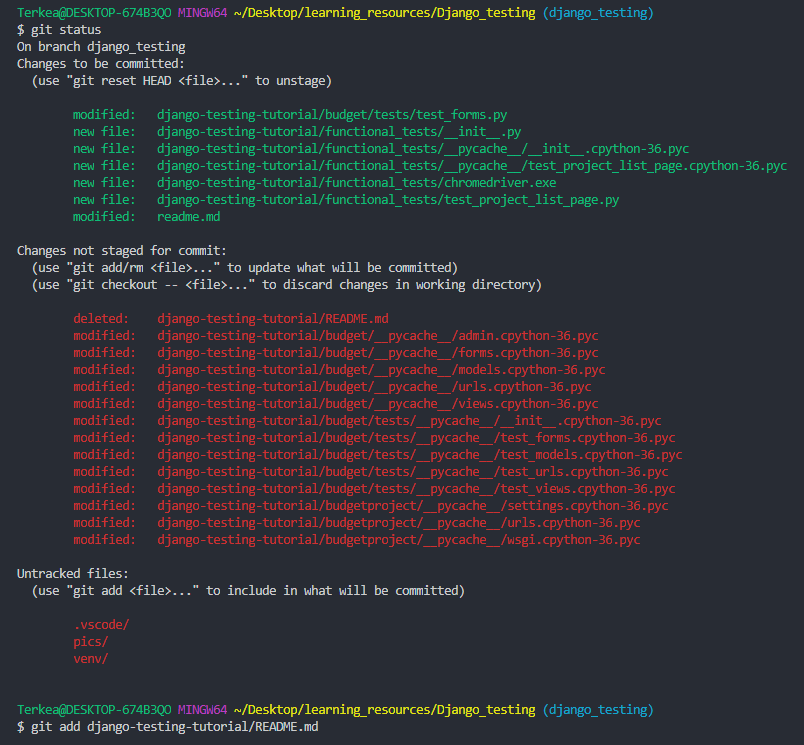 Terkea@DESKTOP-674B3QO MINGW64 ~/Desktop/learning_resources/Django_testing (django_testing)
$ git status
On branch django_testing
Changes to be committed:
  (use "git reset HEAD <file>..." to unstage)

        modified:   django-testing-tutorial/budget/tests/test_forms.py
        new file:   django-testing-tutorial/functional_tests/__init__.py
        new file:   django-testing-tutorial/functional_tests/__pycache__/__init__.cpython-36.pyc
        new file:   django-testing-tutorial/functional_tests/__pycache__/test_project_list_page.cpython-36.pyc
        new file:   django-testing-tutorial/functional_tests/chromedriver.exe
        new file:   django-testing-tutorial/functional_tests/test_project_list_page.py
        modified:   readme.md

Changes not staged for commit:
  (use "git add/rm <file>..." to update what will be committed)
  (use "git checkout -- <file>..." to discard changes in working directory)

        deleted:    django-testing-tutorial/README.md
        modified:   django-testing-tutorial/budget/__pycache__/admin.cpython-36.pyc
        modified:   django-testing-tutorial/budget/__pycache__/forms.cpython-36.pyc
        modified:   django-testing-tutorial/budget/__pycache__/models.cpython-36.pyc
        modified:   django-testing-tutorial/budget/__pycache__/urls.cpython-36.pyc
        modified:   django-testing-tutorial/budget/__pycache__/views.cpython-36.pyc
        modified:   django-testing-tutorial/budget/tests/__pycache__/__init__.cpython-36.pyc
        modified:   django-testing-tutorial/budget/tests/__pycache__/test_forms.cpython-36.pyc
        modified:   django-testing-tutorial/budget/tests/__pycache__/test_models.cpython-36.pyc
        modified:   django-testing-tutorial/budget/tests/__pycache__/test_urls.cpython-36.pyc
        modified:   django-testing-tutorial/budget/tests/__pycache__/test_views.cpython-36.pyc
        modified:   django-testing-tutorial/budgetproject/__pycache__/settings.cpython-36.pyc
        modified:   django-testing-tutorial/budgetproject/__pycache__/urls.cpython-36.pyc
        modified:   django-testing-tutorial/budgetproject/__pycache__/wsgi.cpython-36.pyc

Untracked files:
  (use "git add <file>..." to include in what will be committed)

        .vscode/
        pics/
        venv/

Terkea@DESKTOP-674B3QO MINGW64 ~/Desktop/learning_resources/Django_testing (django_testing)
$ git add django-testing-tutorial/README.md